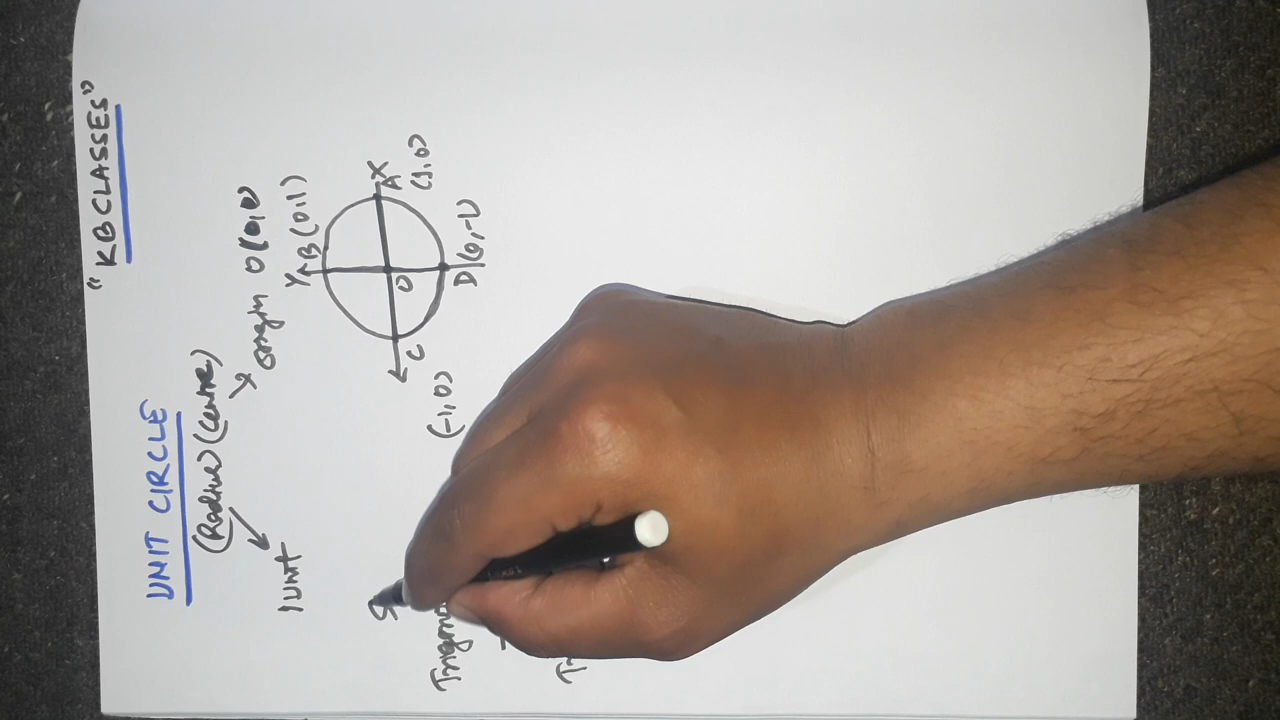 "KB CLASSES"
UNIT CIRCLE
(Radius) (Centre)
1 Unit
origin O(0,0)
Y B(0,1)
X
A
(1,0)
O
C
(-1,0)
D(0,-1)